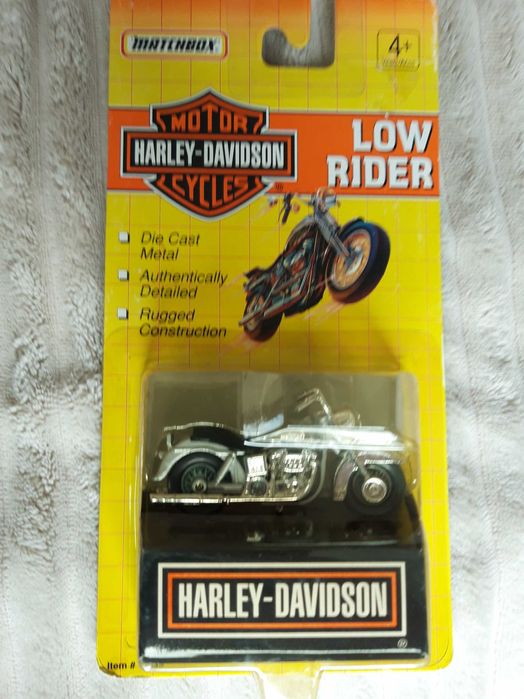 MATCHBOX
4+
MOTOR
HARLEY-DAVIDSON
CYCLES
LOW
RIDER
Die Cast
Metal
Authentically
Detailed
Rugged
Construction
HARLEY-DAVIDSON
Item #